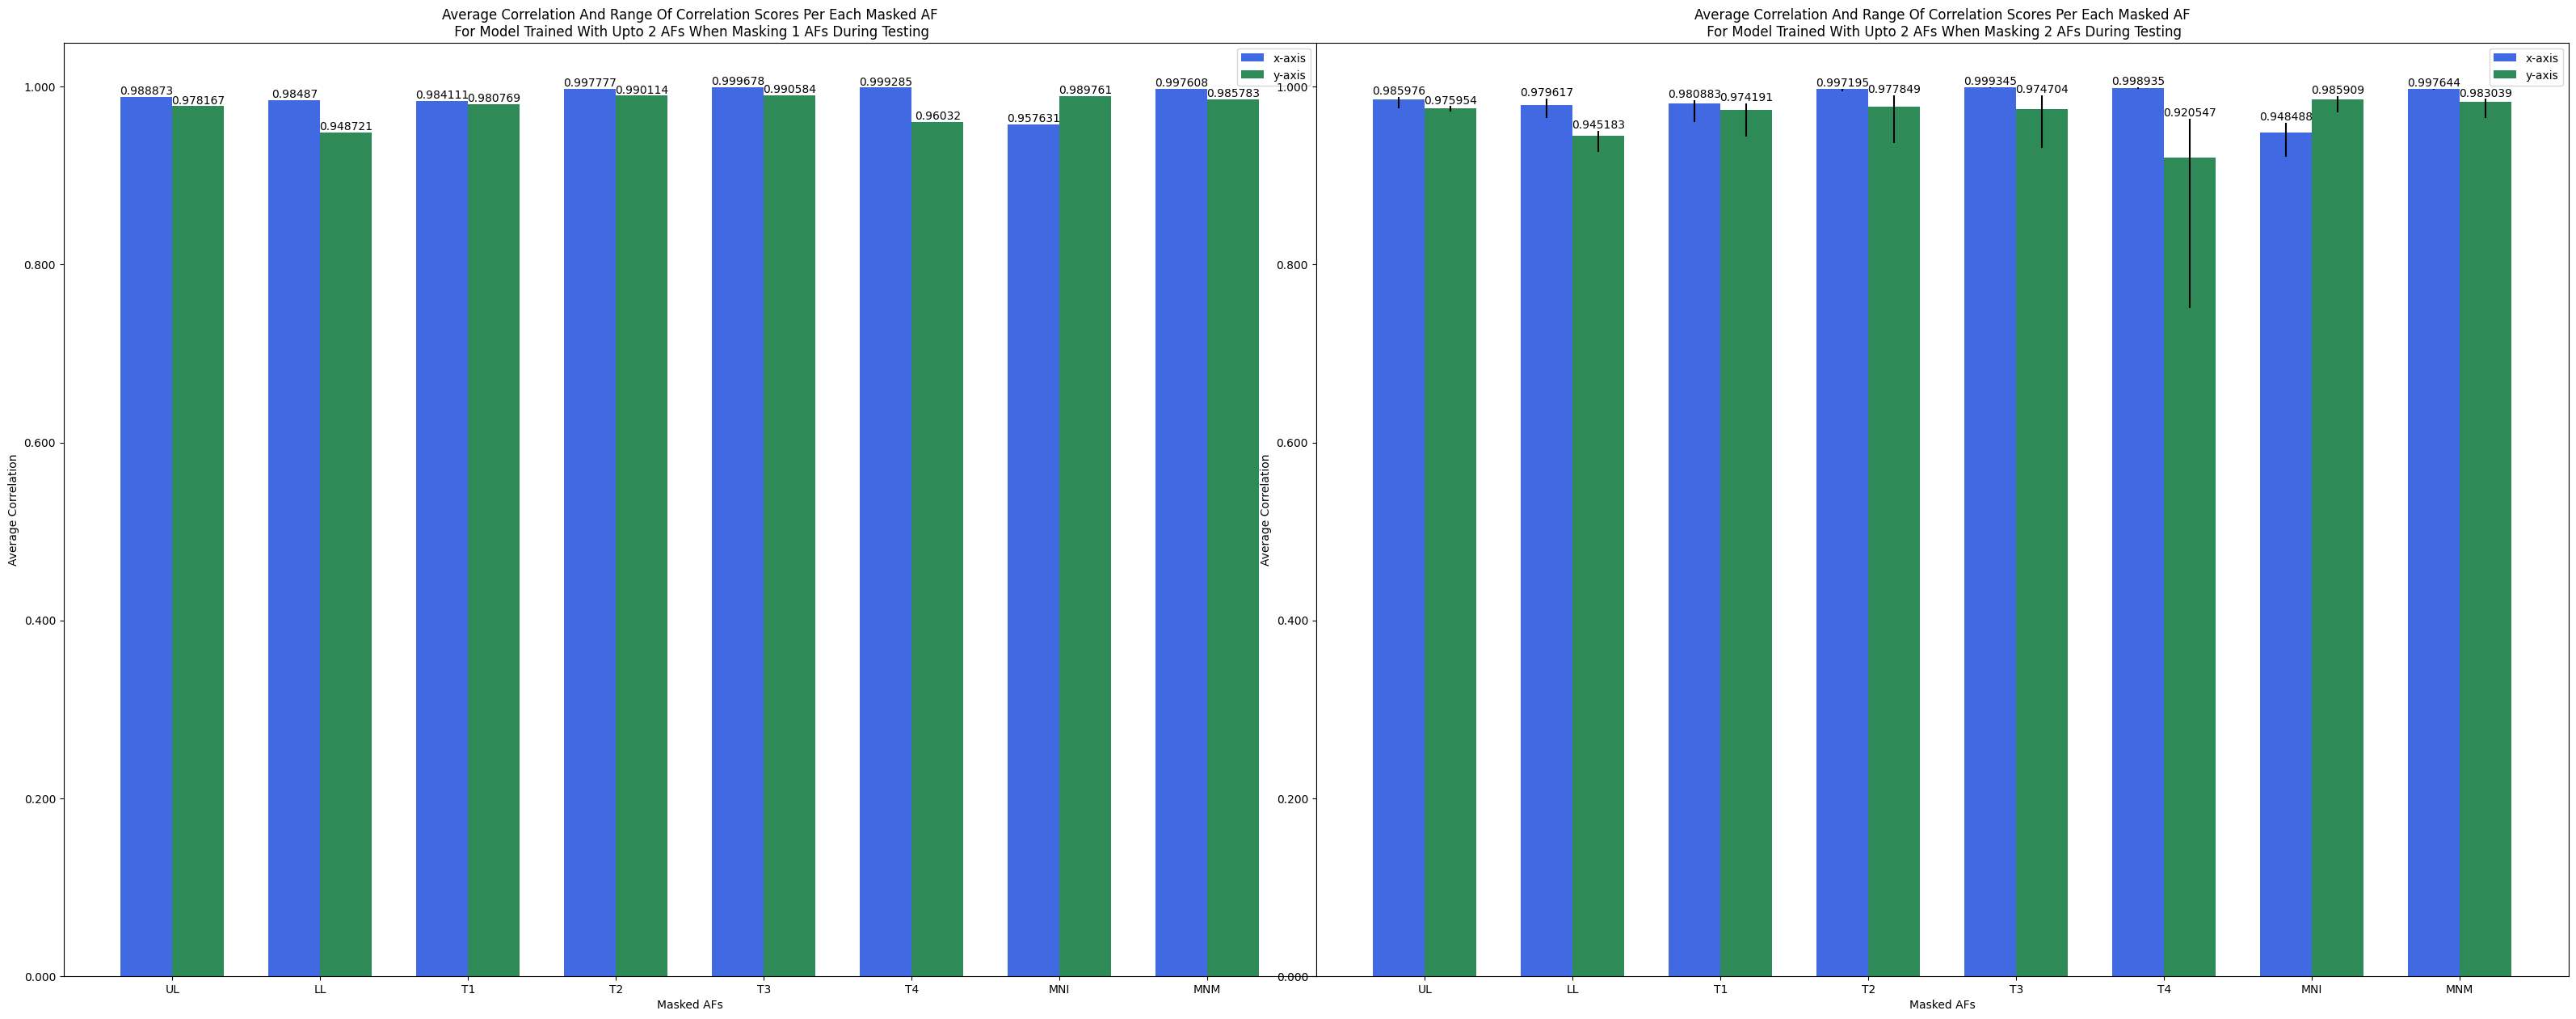 Average Correlation And Range Of Correlation Scores Per Each Masked AF
For Model Trained With Upto 2 AFs When Masking 1 AFs During Testing
x-axis
y-axis
1.000
0.800
0.600
0.400
0.200
0.000
Average Correlation
0.988873
0.978167
0.98487
0.948721
0.984111
0.980769
0.997777
0.990114
0.999678
0.990584
0.999285
0.96032
0.957631
0.989761
0.997608
0.985783
UL
LL
T1
T2
T3
T4
MNI
MNM
Masked AFs
Average Correlation And Range Of Correlation Scores Per Each Masked AF
For Model Trained With Upto 2 AFs When Masking 2 AFs During Testing
x-axis
y-axis
1.000
0.800
0.600
0.400
0.200
0.000
Average Correlation
0.985976
0.975954
0.979617
0.945183
0.980883
0.974191
0.997195
0.977849
0.999345
0.974704
0.998935
0.920547
0.948488
0.985909
0.997644
0.983039
UL
LL
T1
T2
T3
T4
MNI
MNM
Masked AFs